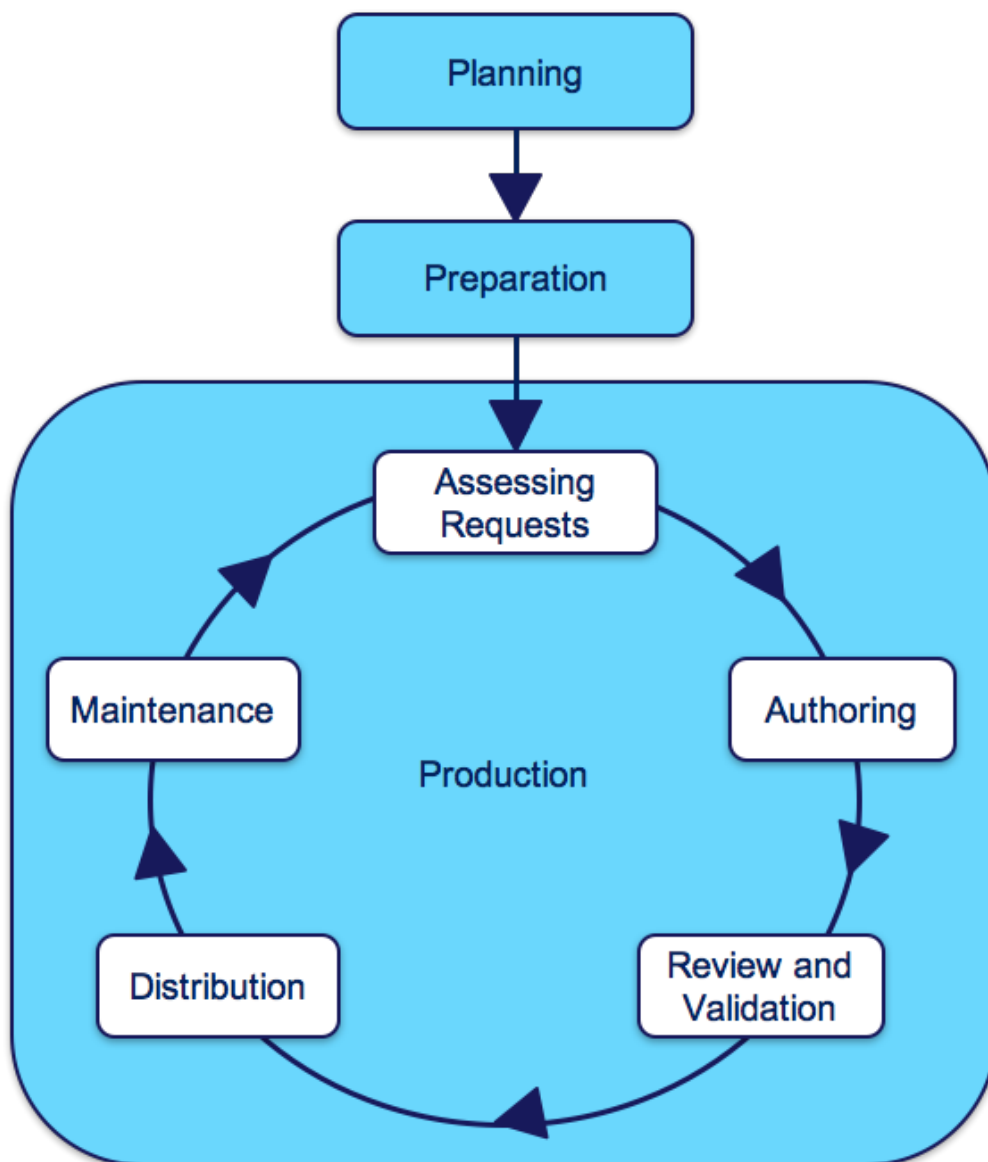 Planning
Preparation
Assessing
Requests
Maintenance
Authoring
Production
Distribution
Review and
Validation